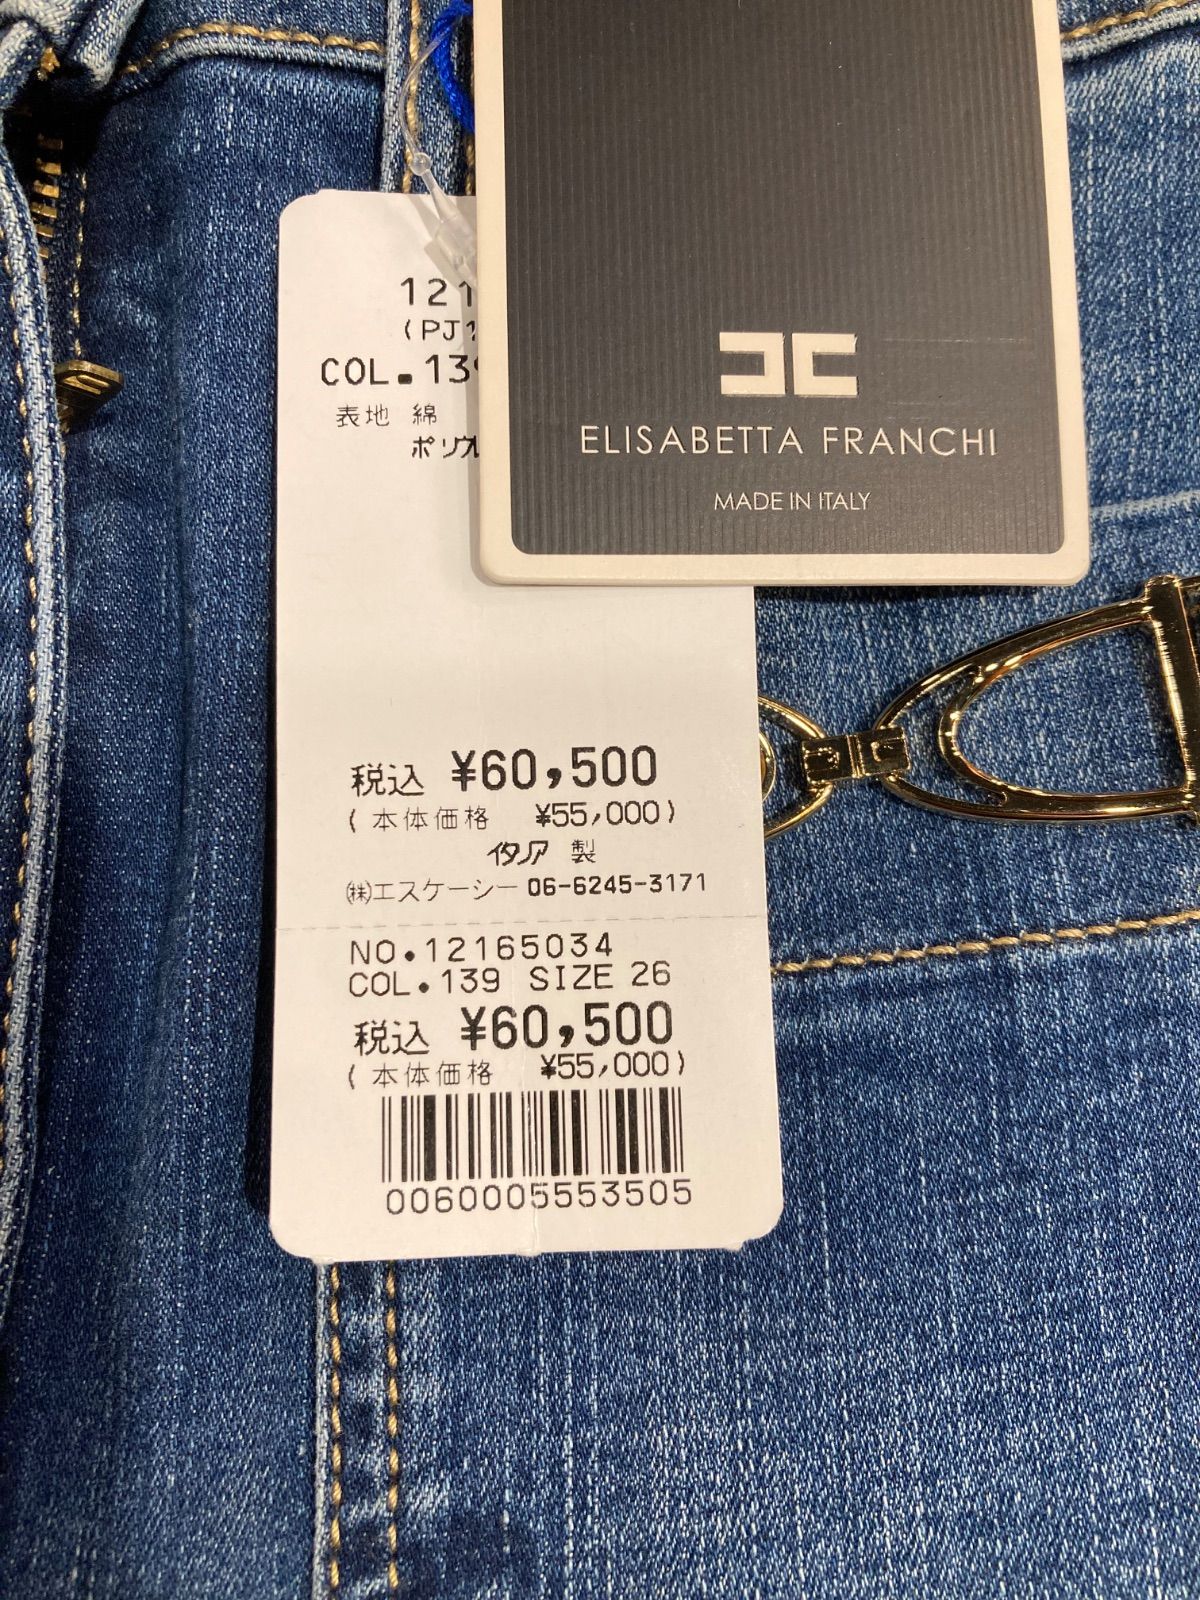 ELISABETTA FRANCHI
MADE IN ITALY
121
(PJ1
COL.139
表地 綿
ポリウレ
税込 ¥60,500
(本体価格 ¥55,000)
イタリア 製
㈱エスケーシー 06-6245-3171
NO.12165034
COL.139 SIZE 26
税込 ¥60,500
(本体価格 ¥55,000)
0060005553505